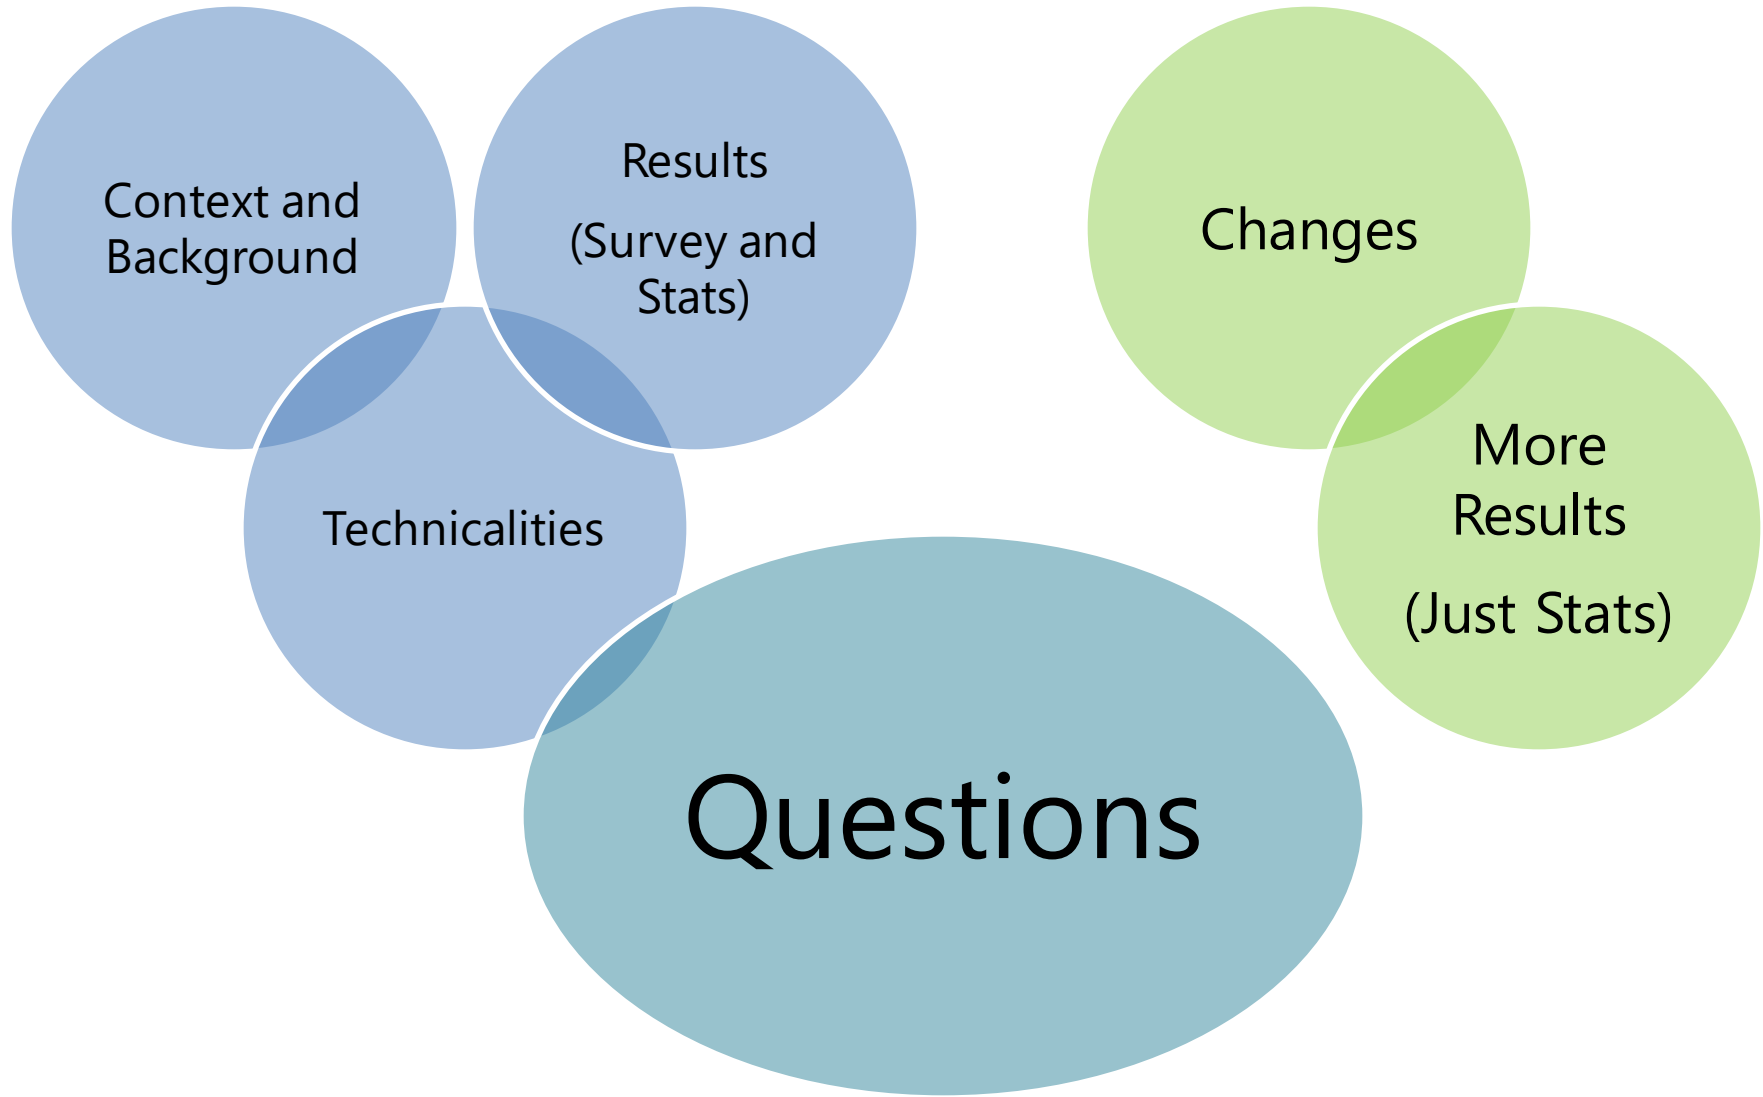 Context and
Background
Results
(Survey and
Stats)
Technicalities
Changes
More
Results
(Just Stats)
Questions